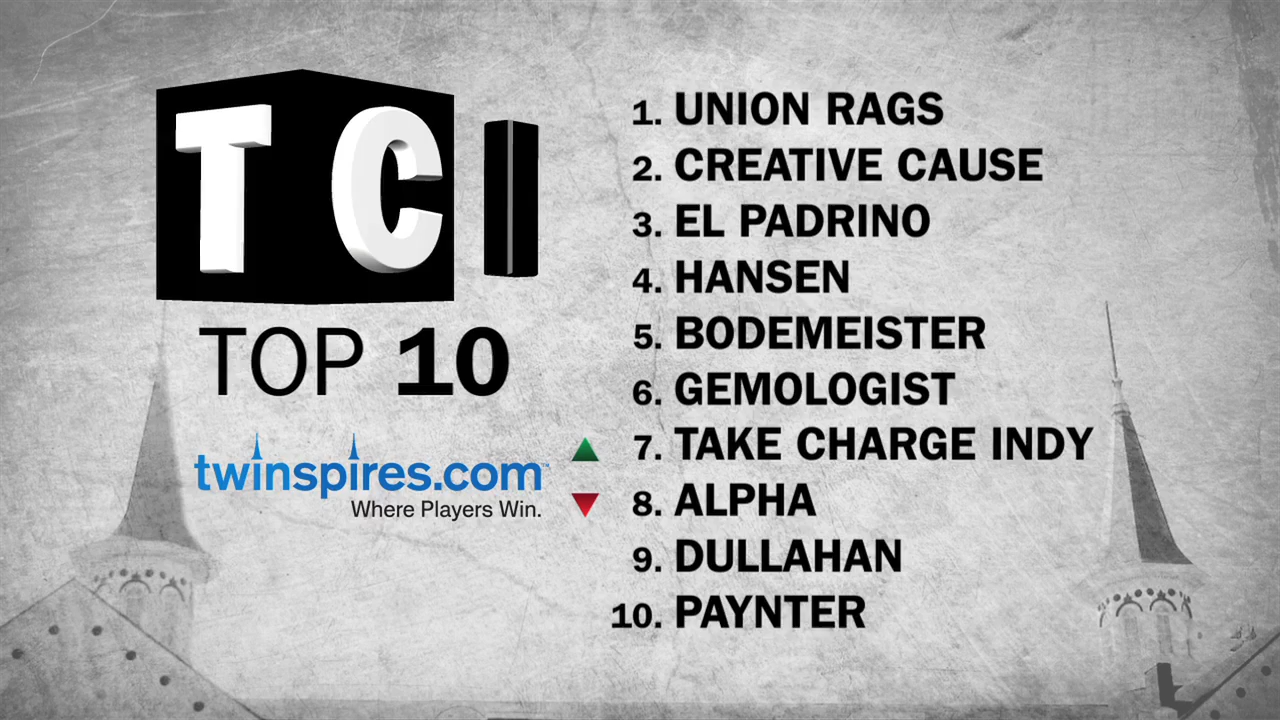 TCI
TOP 10
twinspires.com™
Where Players Win.
1. UNION RAGS
2. CREATIVE CAUSE
3. EL PADRINO
4. HANSEN
5. BODEMEISTER
6. GEMOLOGIST
7. TAKE CHARGE INDY
8. ALPHA
9. DULLAHAN
10. PAYNTER